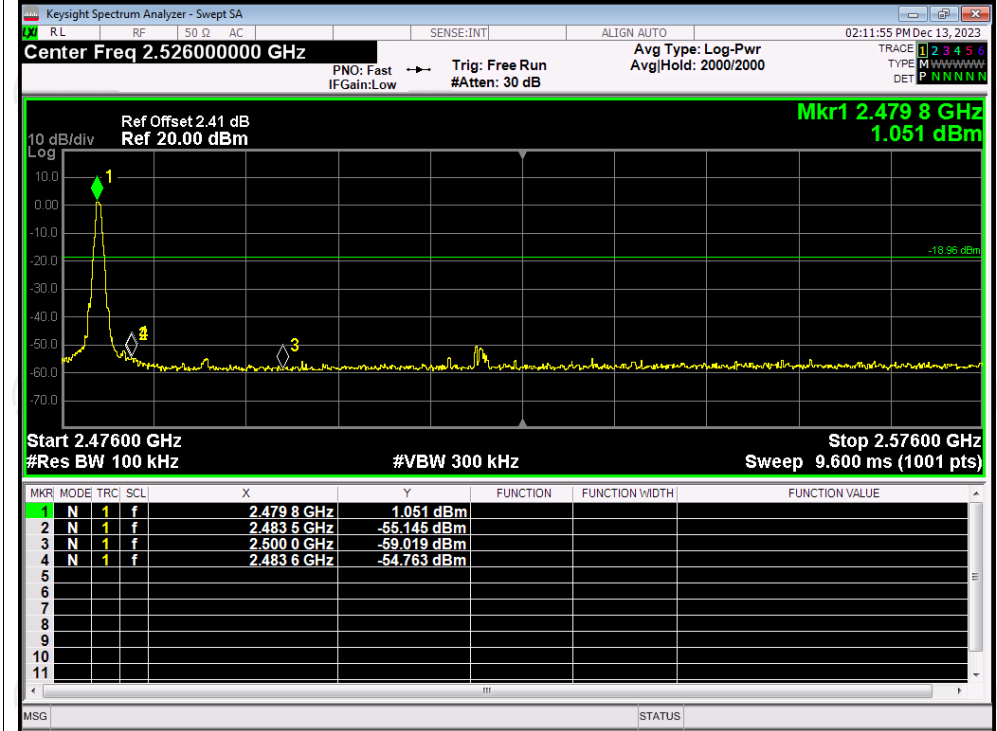 Keysight Spectrum Analyzer - Swept SA
LXI RL RF 50 Ω AC SENSE:INT ALIGN AUTO 02:11:55 PM Dec 13, 2023
Center Freq 2.526000000 GHz
PNO: Fast
IFGain:Low
Trig: Free Run
#Atten: 30 dB
Avg Type: Log-Pwr
Avg|Hold: 2000/2000
TRACE 1 2 3 4 5 6
TYPE M WWWWW
DET P N N N N N
Mkr1 2.479 8 GHz
1.051 dBm
Ref Offset 2.41 dB
10 dB/div Ref 20.00 dBm
Log
10.0
0.00
-10.0
-20.0
-30.0
-40.0
-50.0
-60.0
-70.0
1
3
-18.96 dBm
Start 2.47600 GHz Stop 2.57600 GHz
#Res BW 100 kHz #VBW 300 kHz Sweep 9.600 ms (1001 pts)
MKR MODE TRC SCL X Y FUNCTION FUNCTION WIDTH FUNCTION VALUE
1 N 1 f 2.479 8 GHz 1.051 dBm
2 N 1 f 2.483 5 GHz -55.145 dBm
3 N 1 f 2.500 0 GHz -59.019 dBm
4 N 1 f 2.483 6 GHz -54.763 dBm
5
6
7
8
9
10
11
MSG STATUS